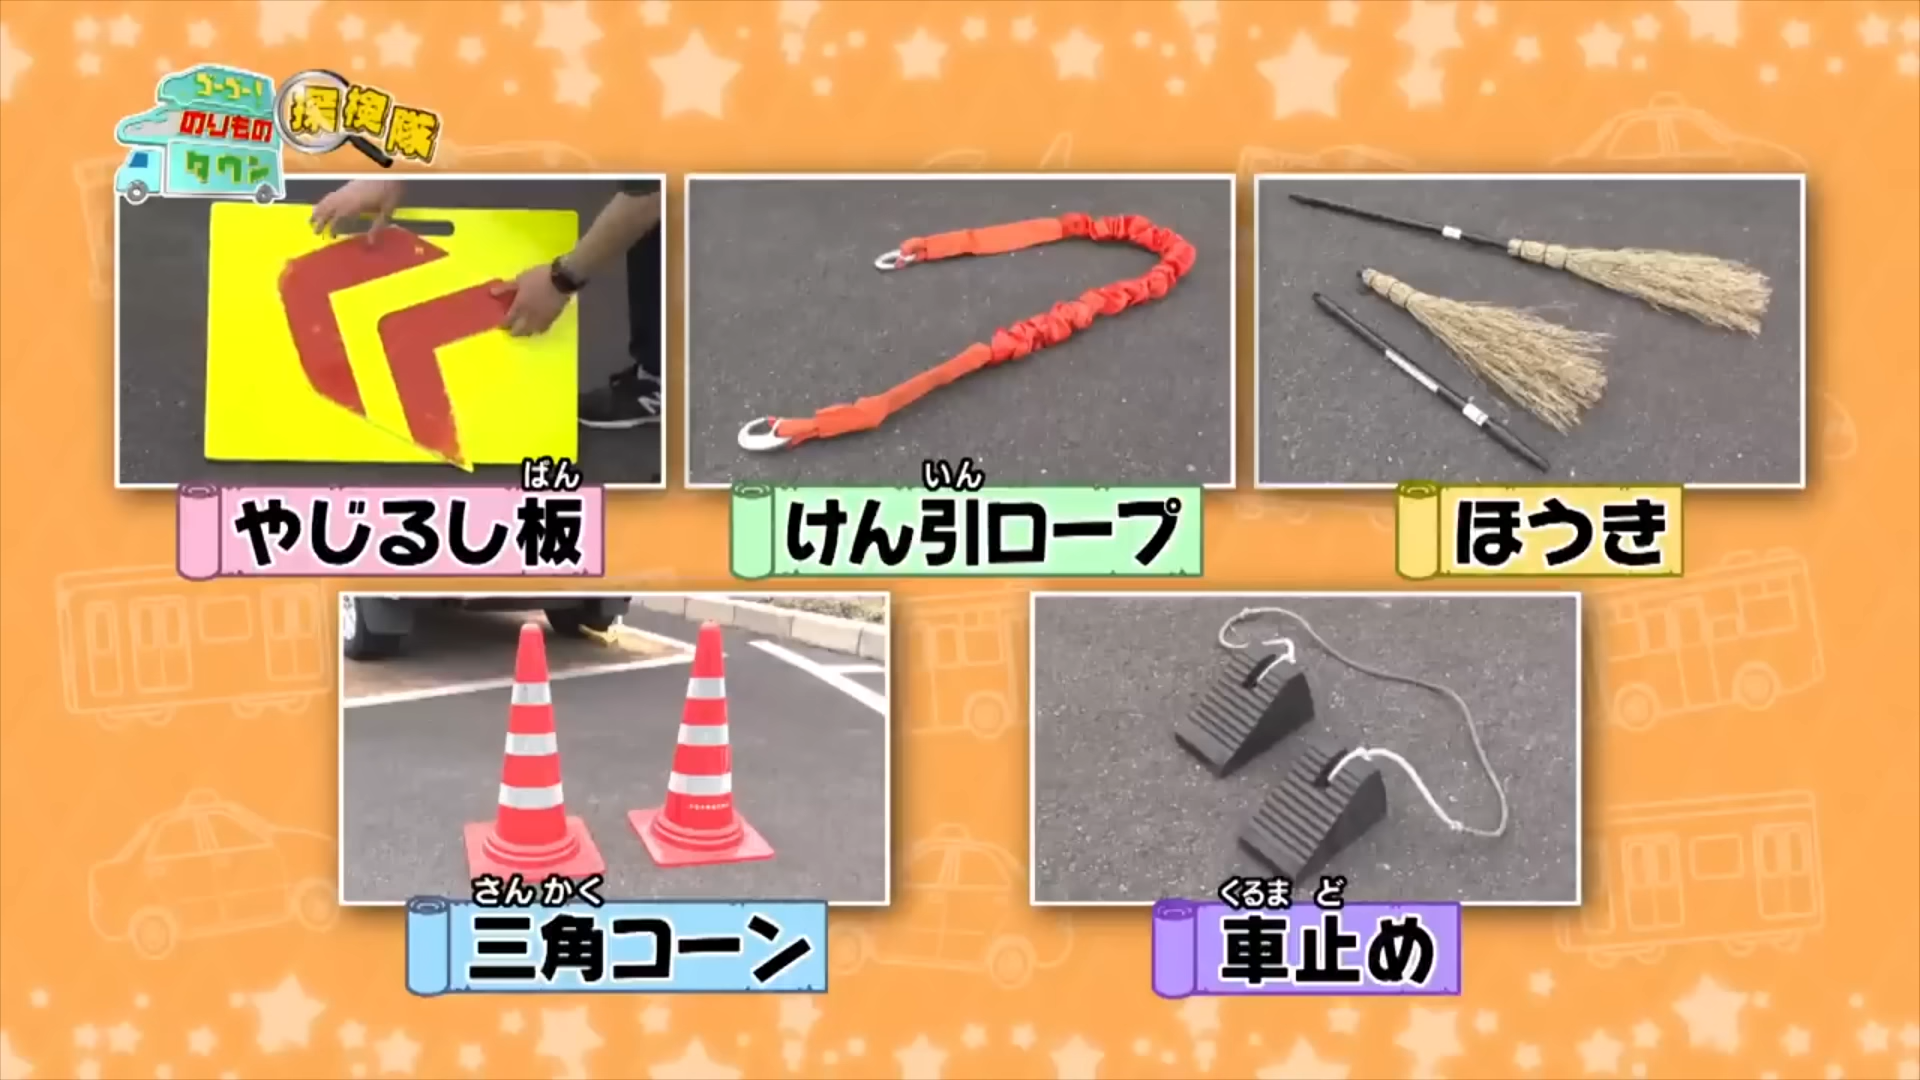 ゴーゴー!
のりもの
タウン
探検隊
ばん
やじるし板
いん
けん引ロープ
ほうき
さんかく
三角コーン
くるま ど
車止め